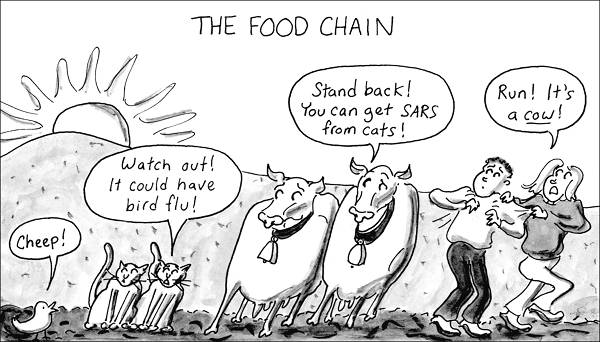 THE FOOD CHAIN
Cheep!
Watch out!
It could have
bird flu!
Stand back!
You can get SARS
from cats!
Run! It's
a cow!